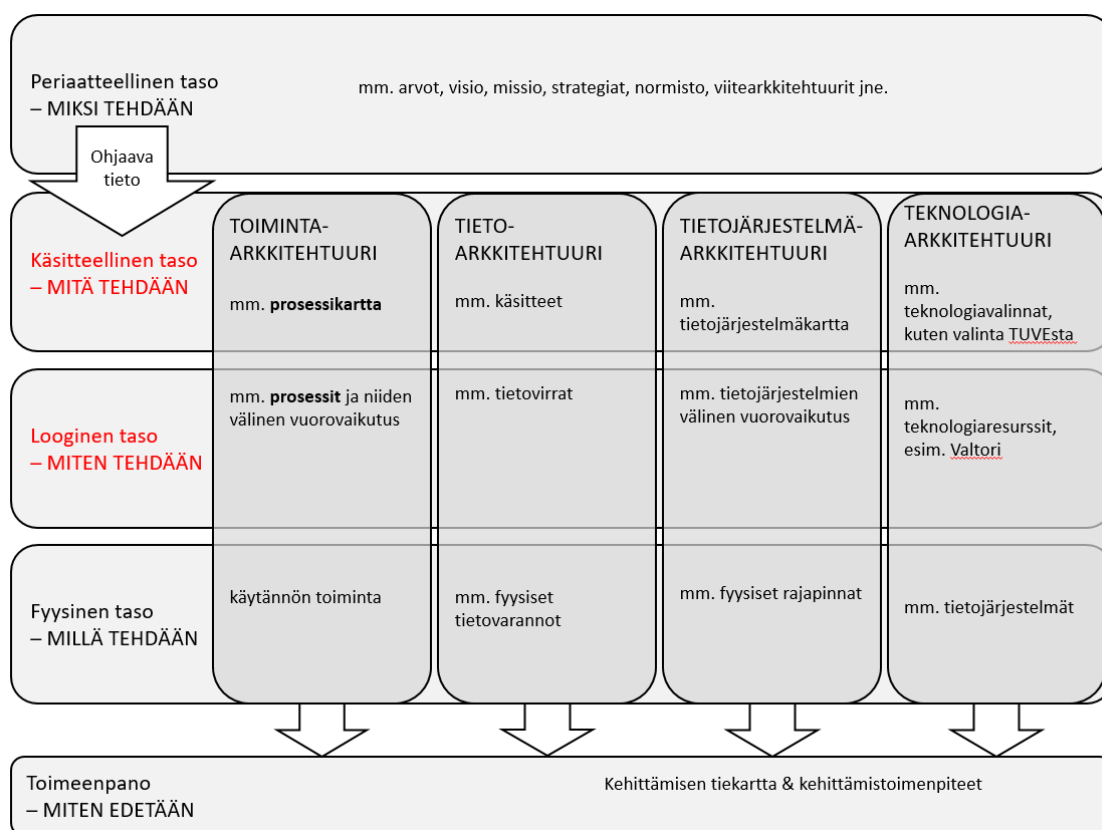 Periaatteellinen taso
– MIKSI TEHDÄÄN
mm. arvot, visio, missio, strategiat, normisto, viitearkkitehtuurit jne.
Ohjaava
tieto
Käsitteellinen taso
– MITÄ TEHDÄÄN
TOIMINTA-
ARKKITEHTUURI
mm. prosessikartta
TIETO-
ARKKITEHTUURI
mm. käsitteet
TIETOJÄRJESTELMÄ-
ARKKITEHTUURI
mm.
tietojärjestelmäkartta
TEKNOLOGIA-
ARKKITEHTUURI
mm.
teknologiavalinnat,
kuten valinta TUVEsta
Looginen taso
– MITEN TEHDÄÄN
mm. prosessit ja niiden
välinen vuorovaikutus
mm. tietovirrat
mm. tietojärjestelmien
välinen vuorovaikutus
mm.
teknologiaresurssit,
esim. Valtori
Fyysinen taso
– MILLÄ TEHDÄÄN
käytännön toiminta
mm. fyysiset
tietovarannot
mm. fyysiset rajapinnat
mm. tietojärjestelmät
Toimeenpano
– MITEN EDETÄÄN
Kehittämisen tiekartta & kehittämistoimenpiteet